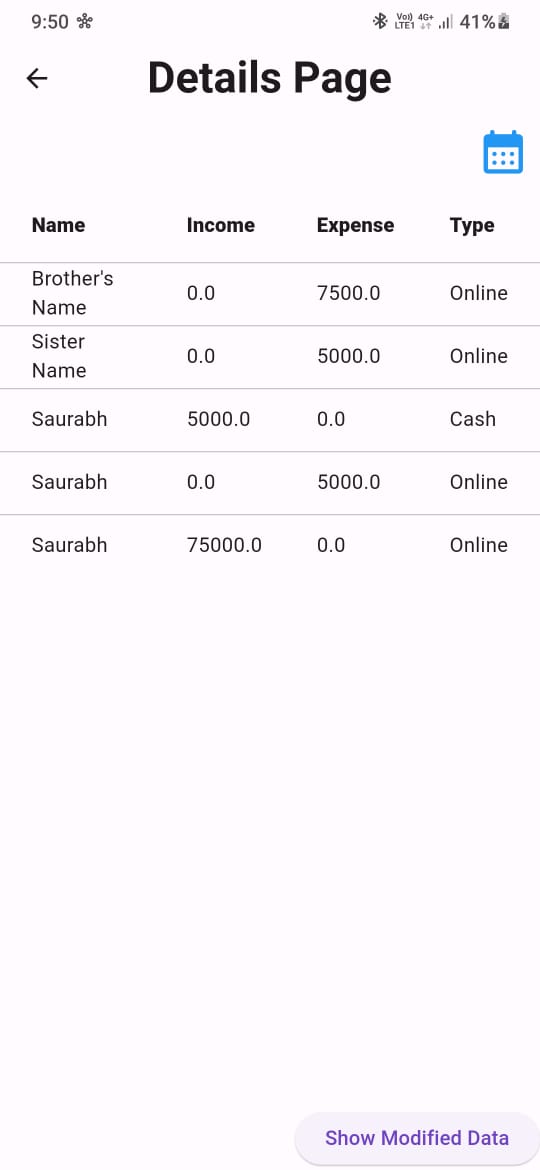 9:50
Vo)) 4G+ 41%
LTE1
Details Page
Name Income Expense Type
Brother's
Name 0.0 7500.0 Online
Sister
Name 0.0 5000.0 Online
Saurabh 5000.0 0.0 Cash
Saurabh 0.0 5000.0 Online
Saurabh 75000.0 0.0 Online
Show Modified Data